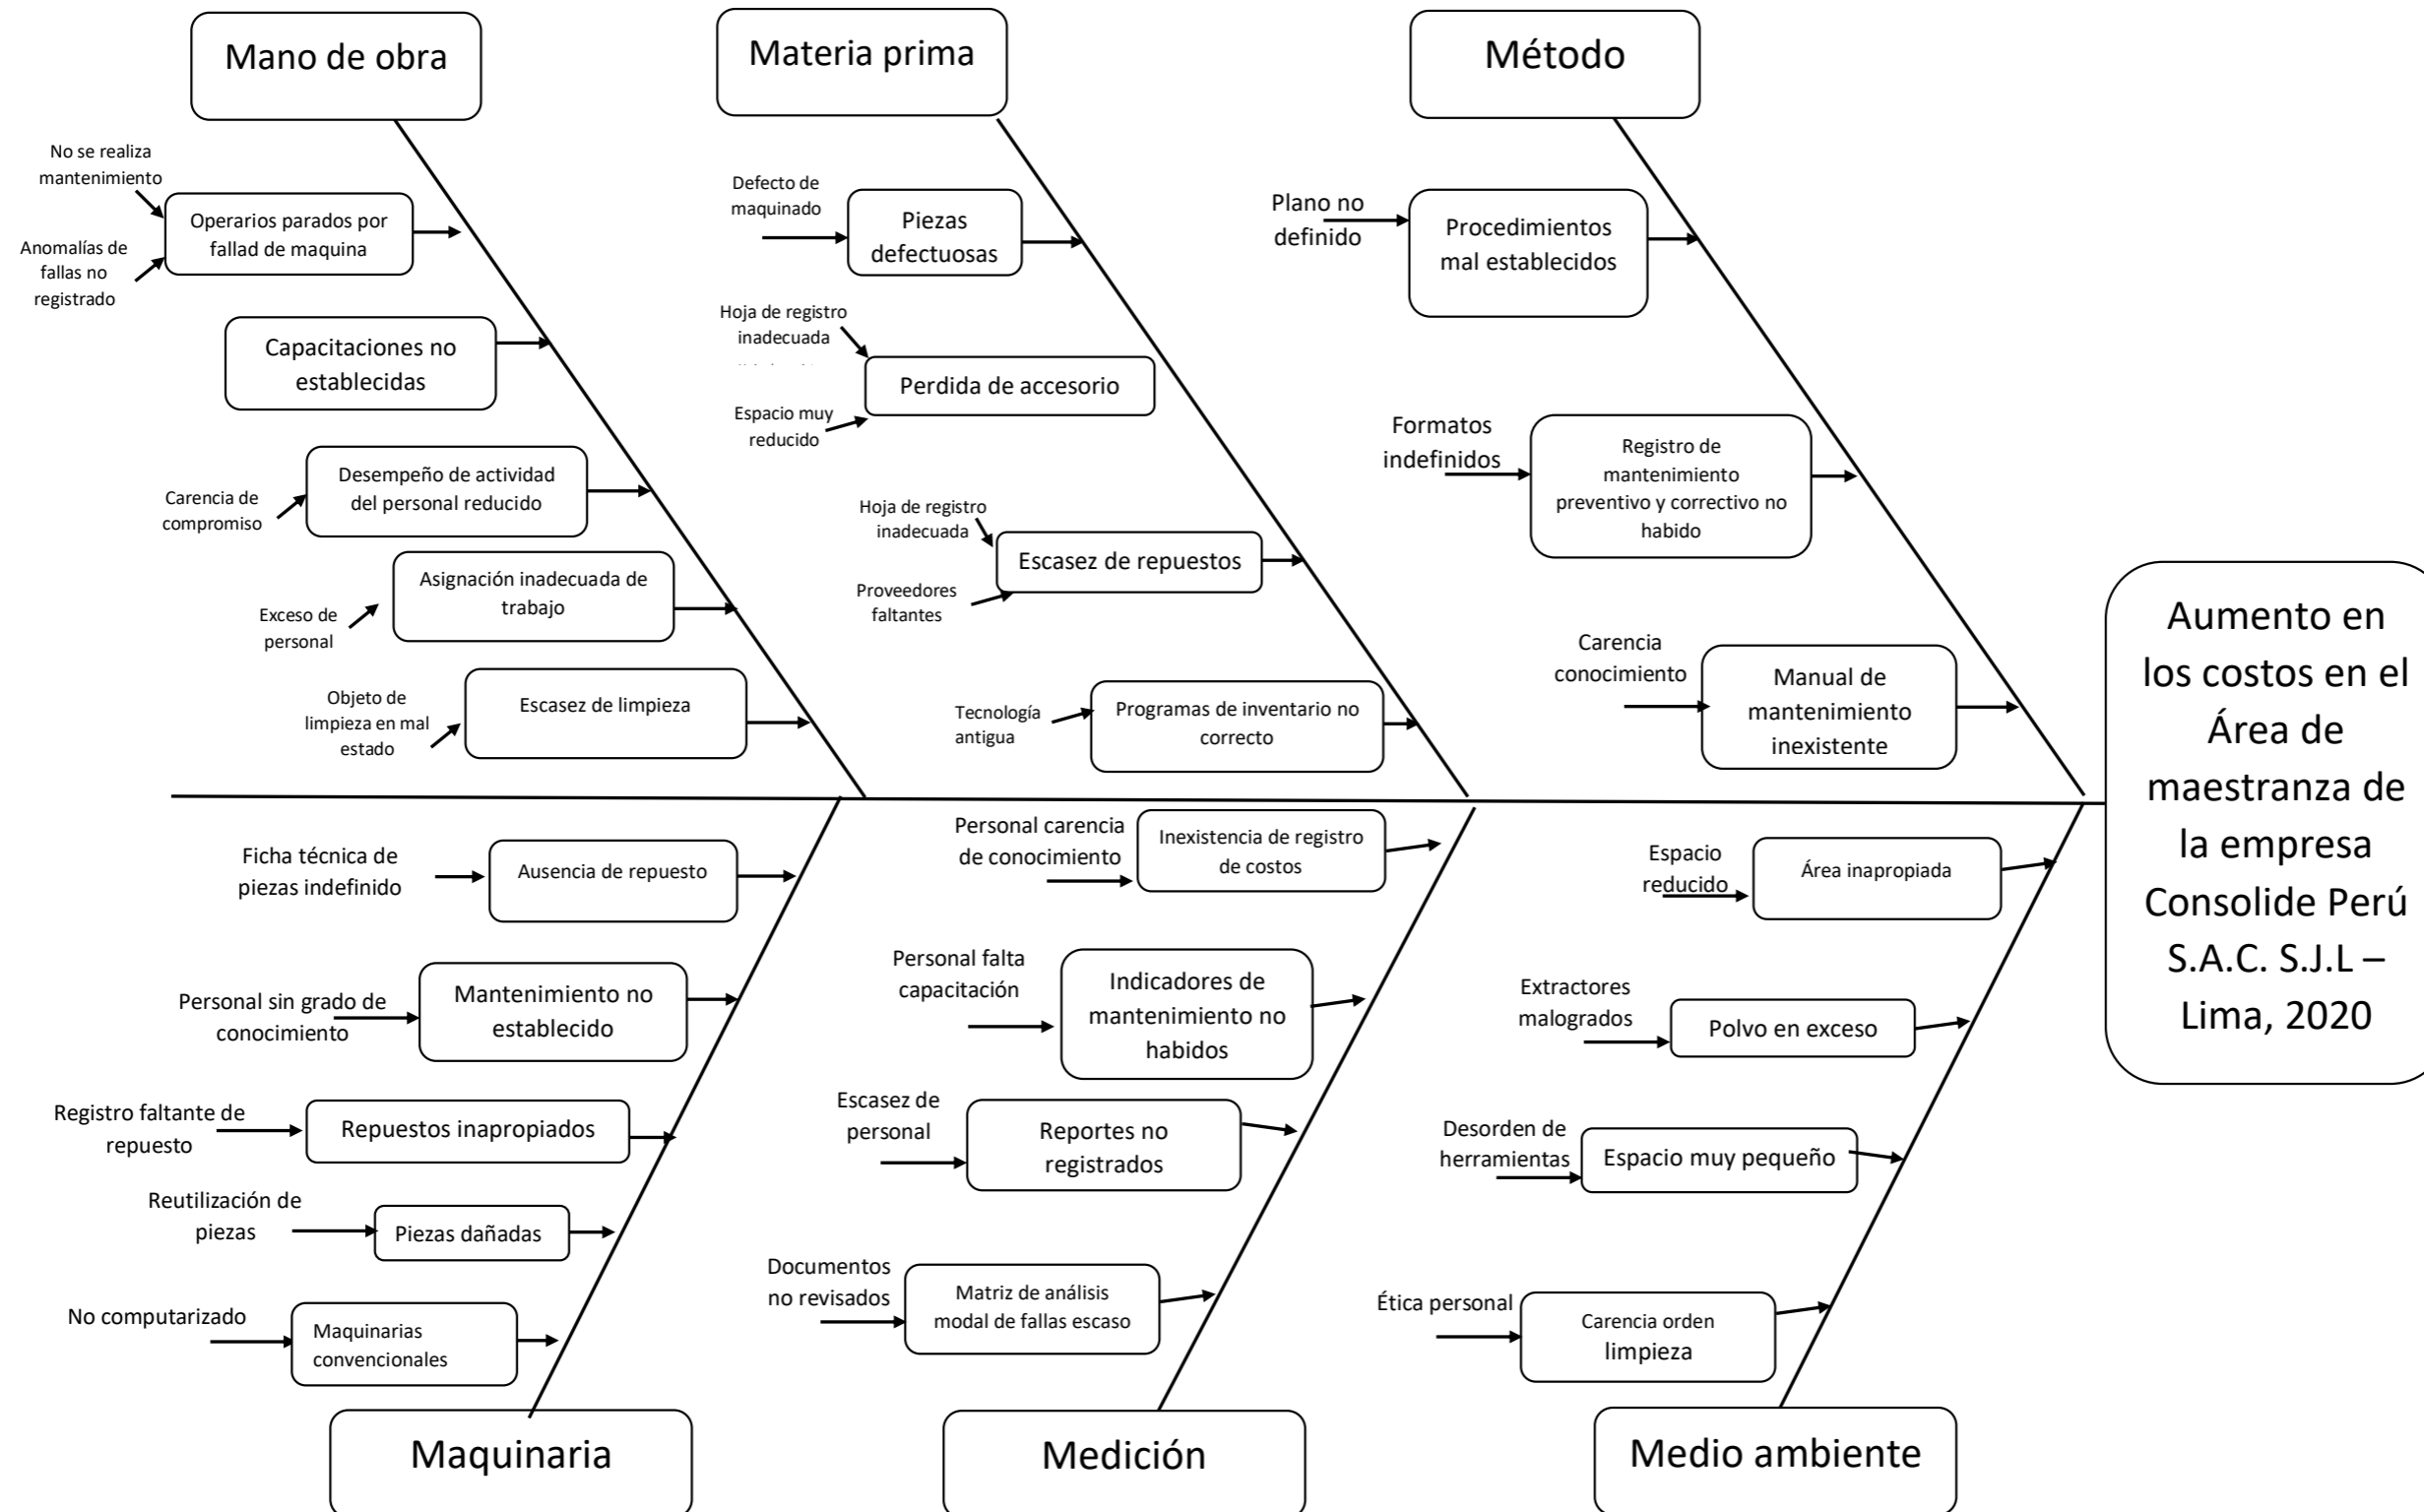 Mano de obra
Materia prima
Método
No se realiza
mantenimiento
Operarios parados por
fallad de maquina
Anomalías de
fallas no
registrado
Capacitaciones no
establecidas
Carencia de
compromiso
Desempeño de actividad
del personal reducido
Exceso de
personal
Asignación inadecuada de
trabajo
Objeto de
limpieza en mal
estado
Escasez de limpieza
Defecto de
maquinado
Piezas
defectuosas
Hoja de registro
inadecuada
Perdida de accesorio
Espacio muy
reducido
Hoja de registro
inadecuada
Escasez de repuestos
Proveedores
faltantes
Tecnología
antigua
Programas de inventario no
correcto
Plano no
definido
Procedimientos
mal establecidos
Formatos
indefinidos
Registro de
mantenimiento
preventivo y correctivo no
habido
Carencia
conocimiento
Manual de
mantenimiento
inexistente
Aumento en
los costos en el
Área de
maestranza de
la empresa
Consolide Perú
S.A.C. S.J.L –
Lima, 2020
Ficha técnica de
piezas indefinido
Ausencia de repuesto
Personal sin grado de
conocimiento
Mantenimiento no
establecido
Registro faltante de
repuesto
Repuestos inapropiados
Reutilización de
piezas
Piezas dañadas
No computarizado
Maquinarias
convencionales
Personal carencia
de conocimiento
Inexistencia de registro
de costos
Personal falta
capacitación
Indicadores de
mantenimiento no
habidos
Escasez de
personal
Reportes no
registrados
Documentos
no revisados
Matriz de análisis
modal de fallas escaso
Espacio
reducido
Área inapropiada
Extractores
malogrados
Polvo en exceso
Desorden de
herramientas
Espacio muy pequeño
Ética personal
Carencia orden
limpieza
Maquinaria
Medición
Medio ambiente